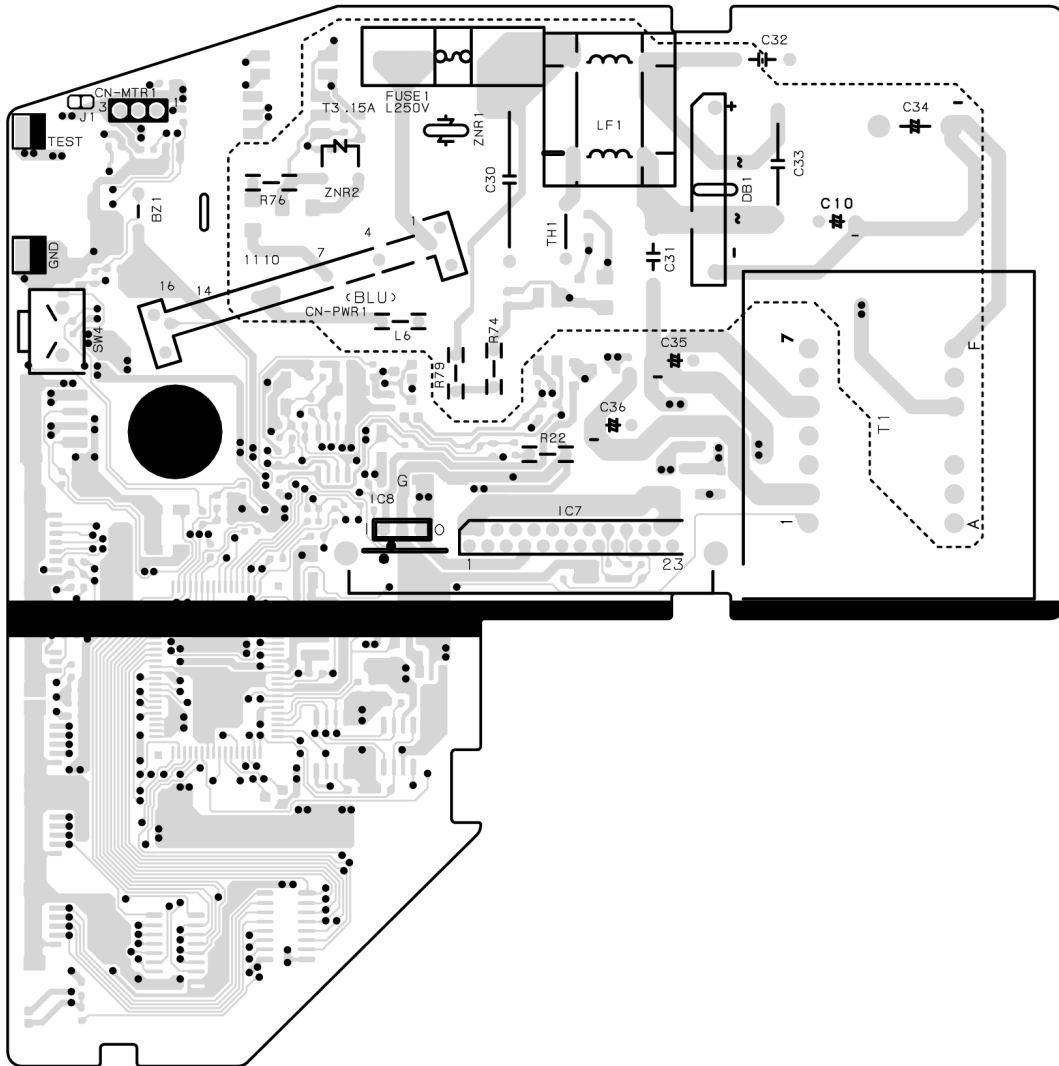 C32
CN-MTR1
3
1
J1
FUSE1
T3.15A L250V
C34
-
+
TEST
ZNR1
LF1
C33
~
DB1
C30
ZNR2
R76
BZ1
C10
-
~
TH1
1
4
7
11 10
GND
C31
-
16
14
(BLU)
CN-PWR1
L6
SW4
R74
R79
C35
-
7
F
C36
-
T1
R22
G
IC8
I
O
IC7
1
23
1
A